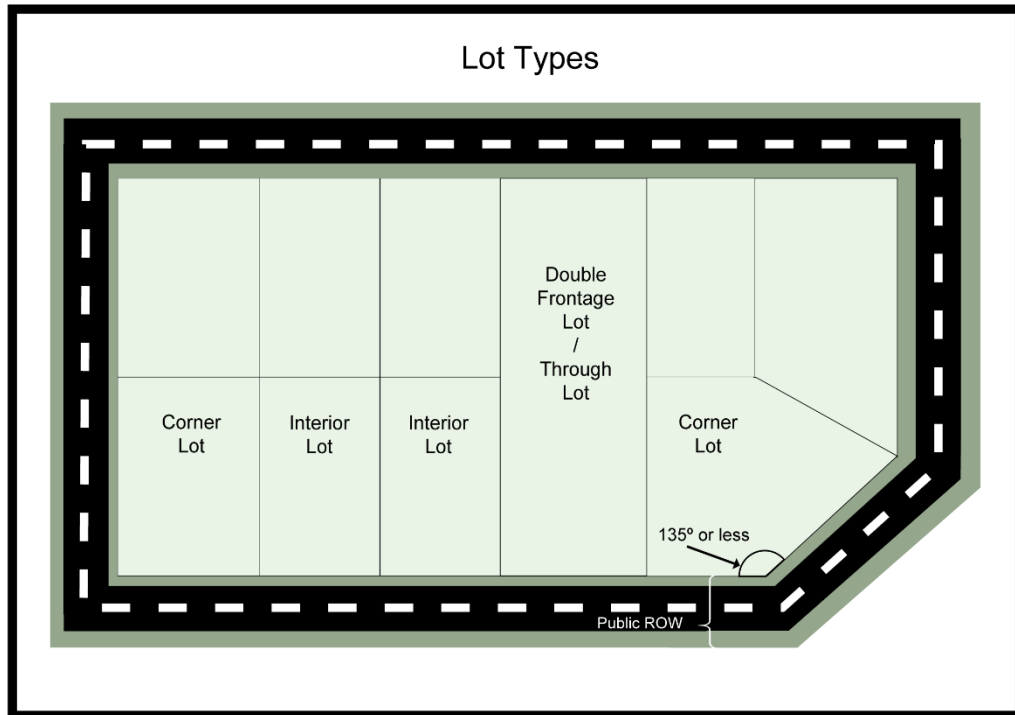 Lot Types
Double
Frontage
Lot
/
Through
Lot
Corner
Lot
Interior
Lot
Interior
Lot
Corner
Lot
135º or less
Public ROW